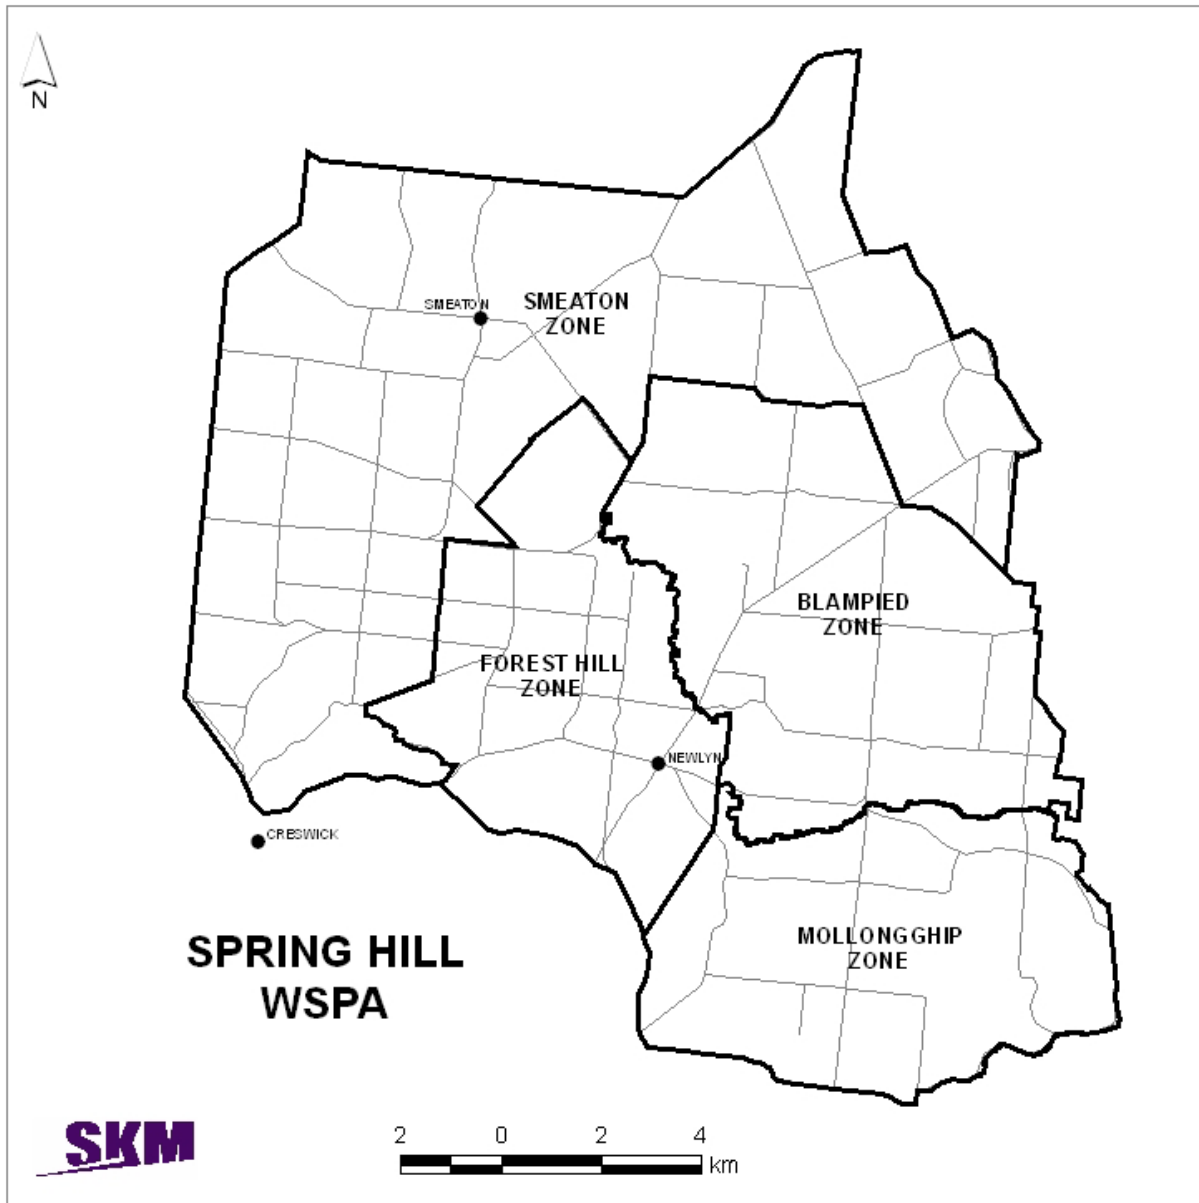 N
SMEATON
SMEATON
ZONE
BLAMPIED
ZONE
FOREST HILL
ZONE
NEWLYN
CRESWICK
MOLLONGGHIP
ZONE
SPRING HILL
WSPA
SKM
2 0 2 4
km